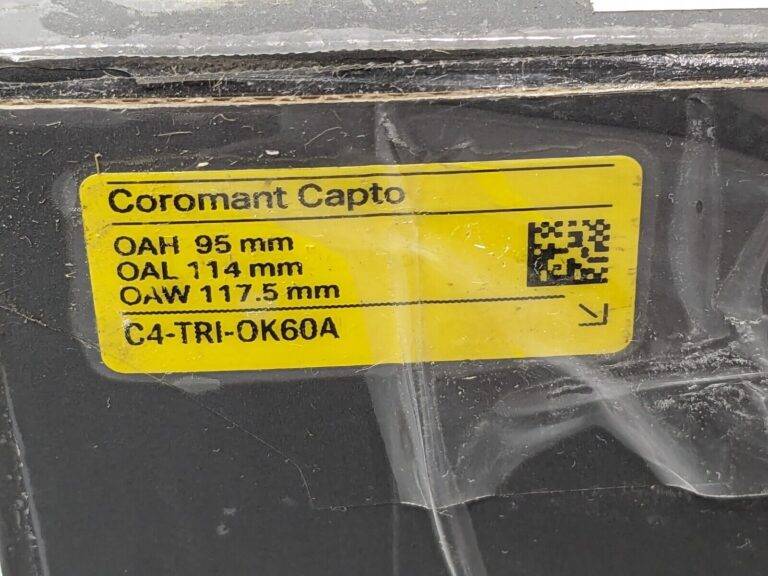 Coromant Capto
OAH 95 mm
OAL 114 mm
OAW 117.5 mm
C4-TRI-OK60A